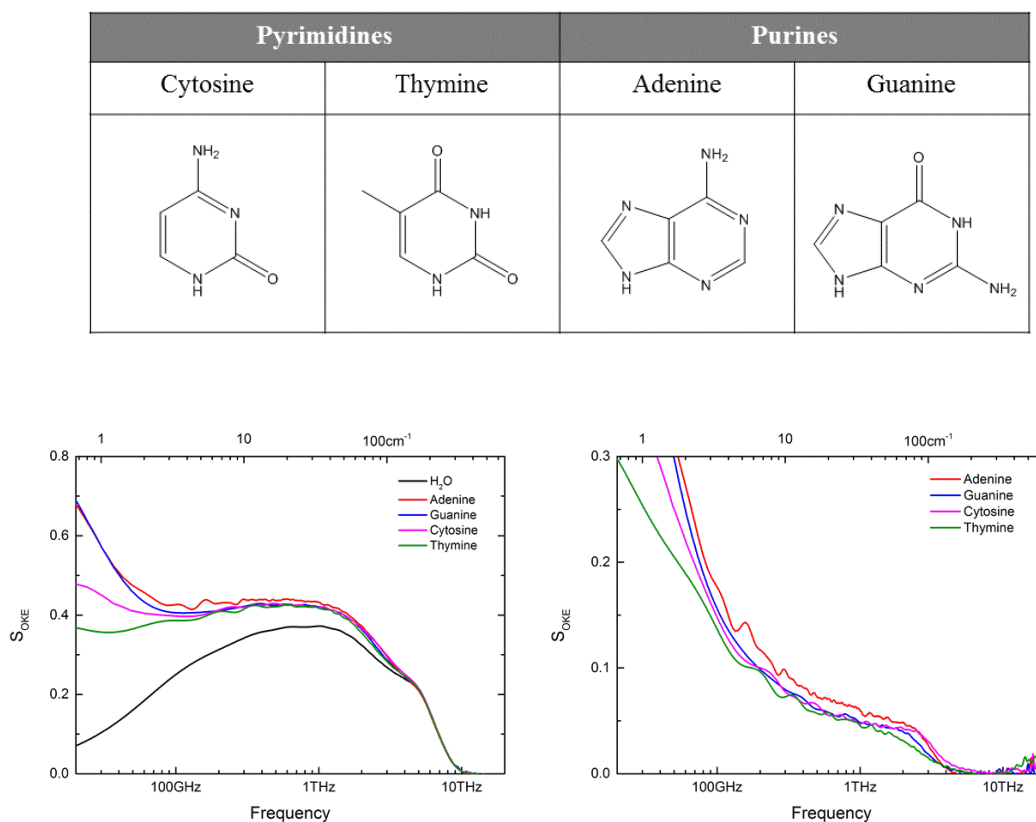 Pyrimidines Purines
Cytosine Thymine Adenine Guanine
NH₂
N
N
H
O
O
NH
N
H
O
NH₂
N
N
N
H
N
O
N
NH
N
H
N
NH₂
1 10 100cm⁻¹
0.8
0.6
0.4
0.2
0.0
S_OKE
H₂O
Adenine
Guanine
Cytosine
Thymine
100GHz 1THz 10THz
Frequency
1 10 100cm⁻¹
0.3
0.2
0.1
0.0
S_OKE
Adenine
Guanine
Cytosine
Thymine
100GHz 1THz 10THz
Frequency